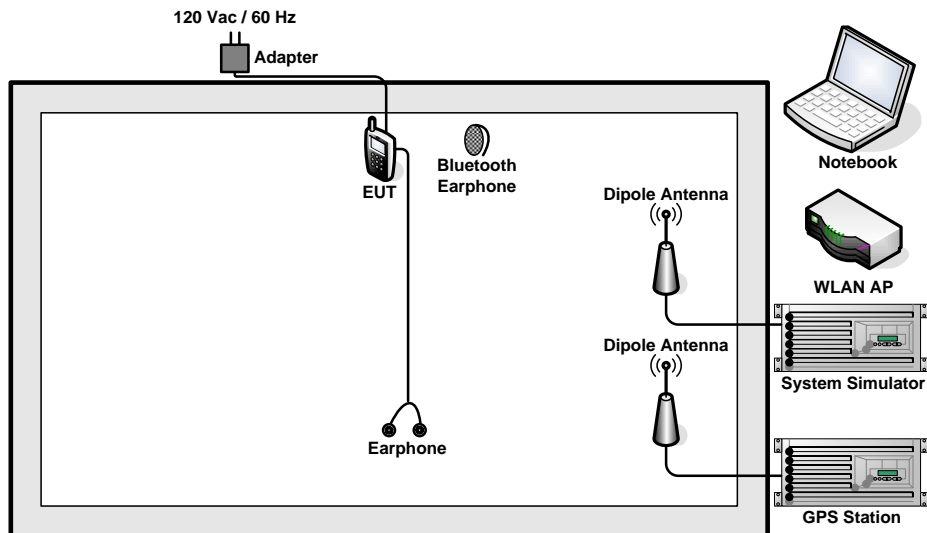 120 Vac / 60 Hz
Adapter
EUT
Bluetooth
Earphone
Notebook
Dipole Antenna
WLAN AP
System Simulator
Dipole Antenna
Earphone
GPS Station